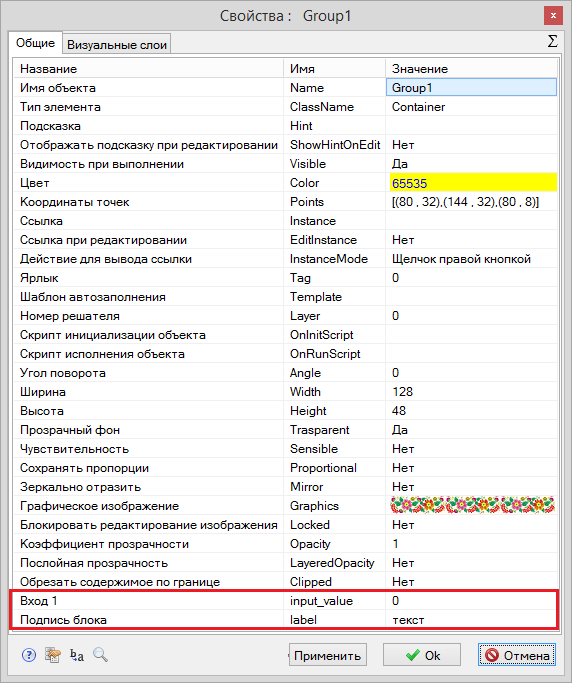 Свойства : Group1
x
Общие Визуальные слои Σ
Название Имя Значение
Имя объекта Name Group1
Тип элемента ClassName Container
Подсказка Hint
Отображать подсказку при редактировании ShowHintOnEdit Нет
Видимость при выполнении Visible Да
Цвет Color 65535
Координаты точек Points [(80 , 32),(144 , 32),(80 , 8)]
Ссылка Instance
Ссылка при редактировании EditInstance Нет
Действие для вывода ссылки InstanceMode Щелчок правой кнопкой
Ярлык Tag 0
Шаблон автозаполнения Template
Номер решателя Layer 0
Скрипт инициализации объекта OnInitScript
Скрипт исполнения объекта OnRunScript
Угол поворота Angle 0
Ширина Width 128
Высота Height 48
Прозрачный фон Trasparent Да
Чувствительность Sensible Нет
Сохранять пропорции Proportional Нет
Зеркально отразить Mirror Нет
Графическое изображение Graphics
Блокировать редактирование изображения Locked Нет
Коэффициент прозрачности Opacity 1
Послойная прозрачность LayeredOpacity Нет
Обрезать содержимое по границе Clipped Нет
Вход 1 input_value 0
Подпись блока label текст
? ba Применить Ok Отмена